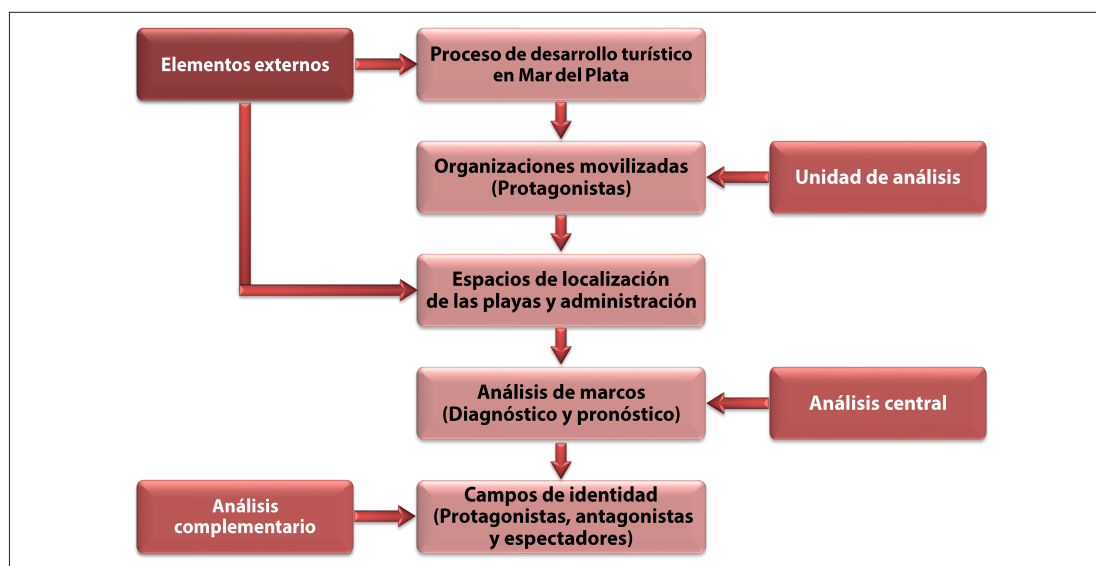 Elementos externos
Proceso de desarrollo turístico
en Mar del Plata
Organizaciones movilizadas
(Protagonistas)
Unidad de análisis
Espacios de localización
de las playas y administración
Análisis de marcos
(Diagnóstico y pronóstico)
Análisis central
Análisis
complementario
Campos de identidad
(Protagonistas, antagonistas
y espectadores)